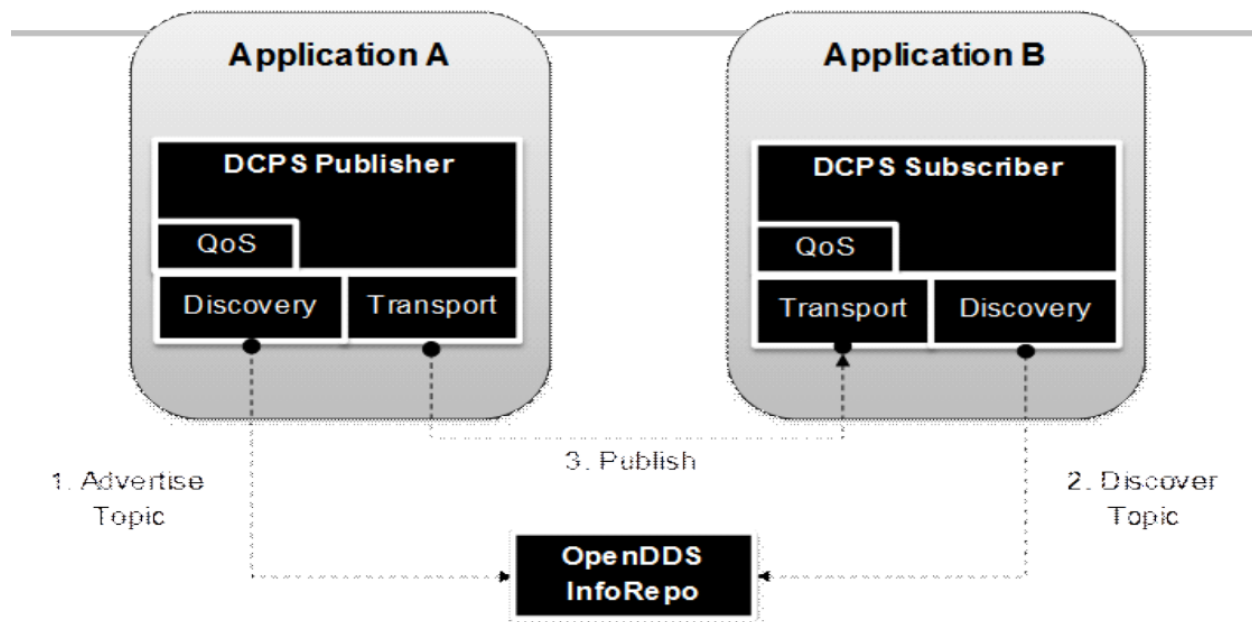 Application A
DCPS Publisher
QoS
Discovery
Transport
Application B
DCPS Subscriber
QoS
Transport
Discovery
1. Advertise
Topic
3. Publish
2. Discover
Topic
OpenDDS
InfoRepo